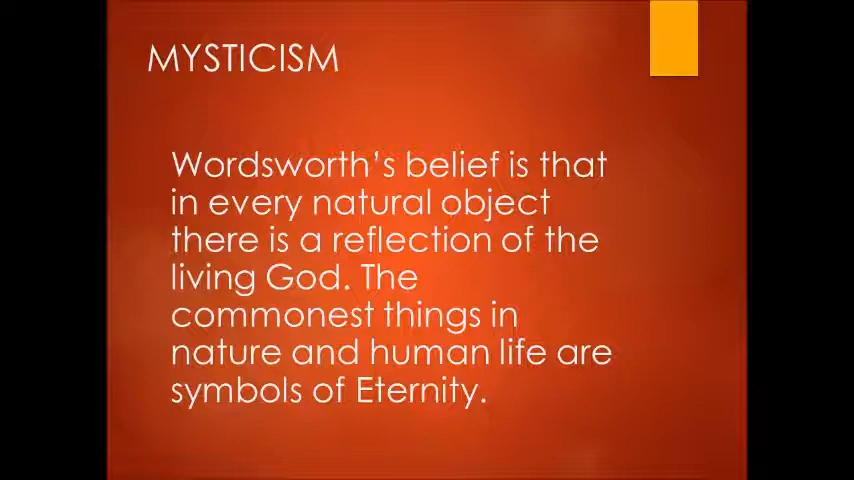 MYSTICISM
Wordsworth's belief is that
in every natural object
there is a reflection of the
living God. The
commonest things in
nature and human life are
symbols of Eternity.